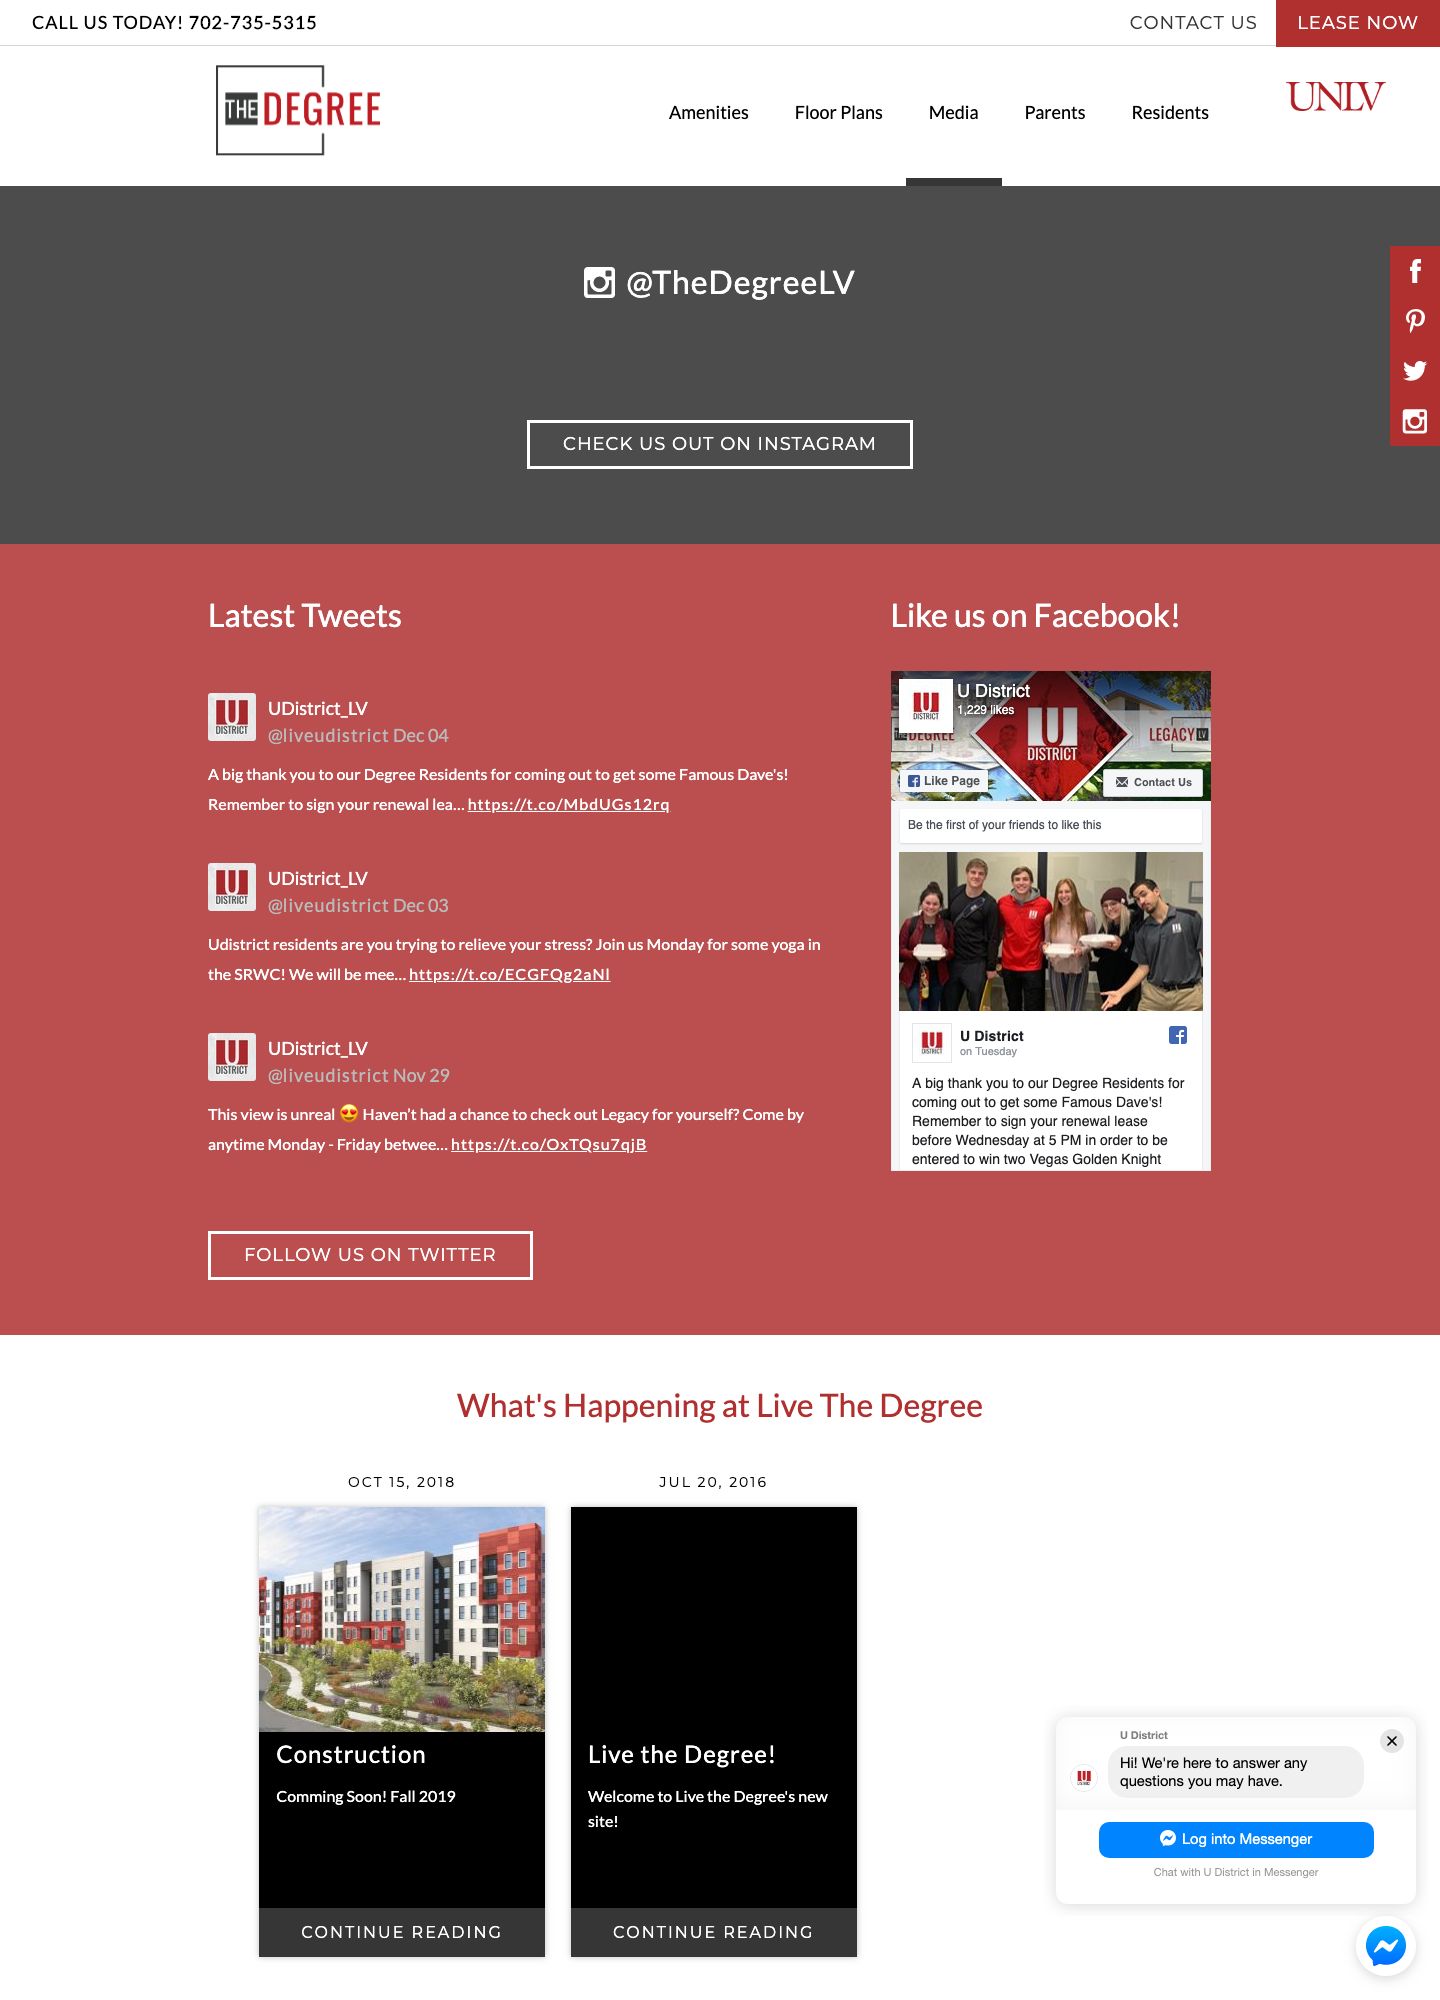 CALL US TODAY! 702-735-5315
CONTACT US
LEASE NOW
THE DEGREE
Amenities
Floor Plans
Media
Parents
Residents
UNLV
@TheDegreeLV
CHECK US OUT ON INSTAGRAM
Latest Tweets
U DISTRICT
UDistrict_LV
@liveudistrict Dec 04
A big thank you to our Degree Residents for coming out to get some Famous Dave's!
Remember to sign your renewal lea... https://t.co/MbdUGs12rq
U DISTRICT
UDistrict_LV
@liveudistrict Dec 03
Udistrict residents are you trying to relieve your stress? Join us Monday for some yoga in
the SRWC! We will be mee... https://t.co/ECGFQg2aNl
U DISTRICT
UDistrict_LV
@liveudistrict Nov 29
This view is unreal 😍 Haven't had a chance to check out Legacy for yourself? Come by
anytime Monday - Friday betwee... https://t.co/OxTQsu7qjB
FOLLOW US ON TWITTER
Like us on Facebook!
U DISTRICT
U District
1,229 likes
THE DEGREE
U DISTRICT
LEGACY LV
Like Page
Contact Us
Be the first of your friends to like this
U DISTRICT
U District
on Tuesday
A big thank you to our Degree Residents for
coming out to get some Famous Dave's!
Remember to sign your renewal lease
before Wednesday at 5 PM in order to be
entered to win two Vegas Golden Knight
What's Happening at Live The Degree
OCT 15, 2018
Construction
Comming Soon! Fall 2019
CONTINUE READING
JUL 20, 2016
Live the Degree!
Welcome to Live the Degree's new
site!
CONTINUE READING
U District
Hi! We're here to answer any
questions you may have.
Log into Messenger
Chat with U District in Messenger